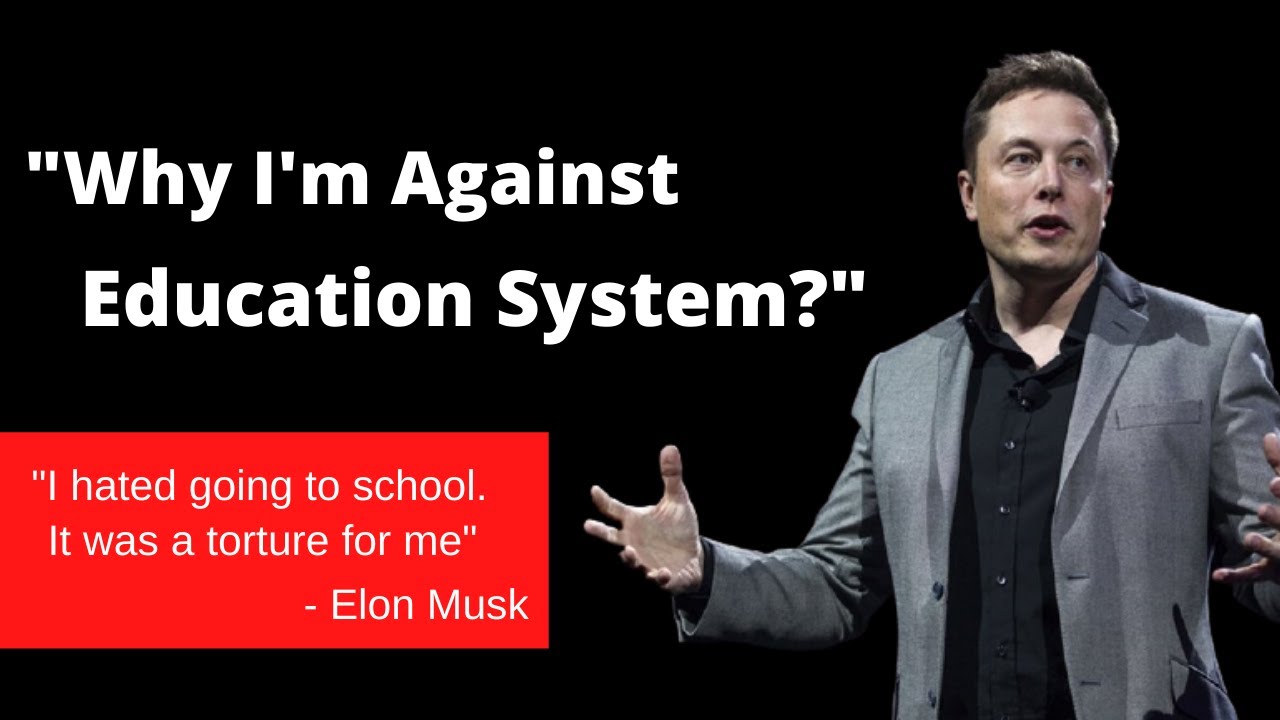 "Why I'm Against
Education System?"
"I hated going to school.
It was a torture for me"
- Elon Musk